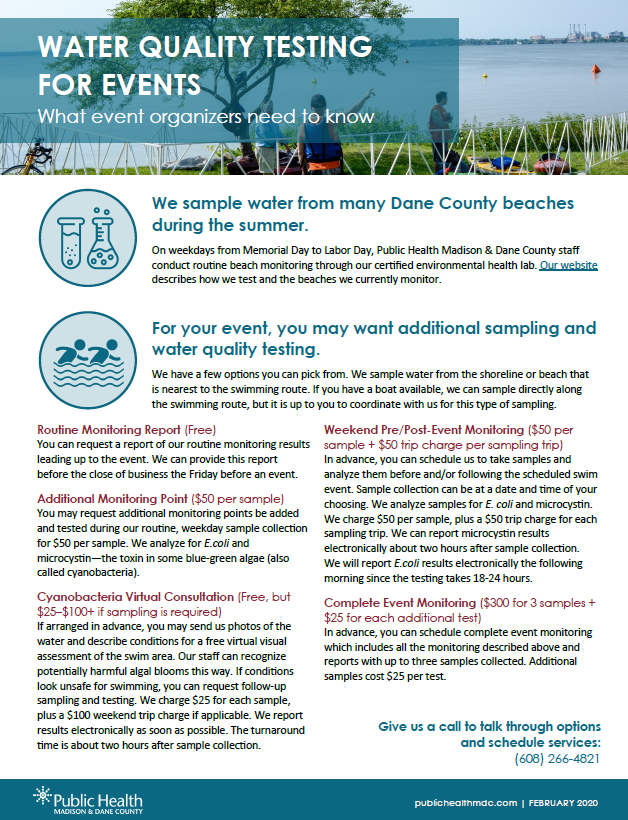 WATER QUALITY TESTING
FOR EVENTS
What event organizers need to know
We sample water from many Dane County beaches
during the summer.
On weekdays from Memorial Day to Labor Day, Public Health Madison & Dane County staff
conduct routine beach monitoring through our certified environmental health lab. Our website
describes how we test and the beaches we currently monitor.
For your event, you may want additional sampling and
water quality testing.
We have a few options you can pick from. We sample water from the shoreline or beach that
is nearest to the swimming route. If you have a boat available, we can sample directly along
the swimming route, but it is up to you to coordinate with us for this type of sampling.
Routine Monitoring Report (Free)
You can request a report of our routine monitoring results
leading up to the event. We can provide this report
before the close of business the Friday before an event.
Additional Monitoring Point ($50 per sample)
You may request additional monitoring points be added
and tested during our routine, weekday sample collection
for $50 per sample. We analyze for E.coli and
microcystin—the toxin in some blue-green algae (also
called cyanobacteria).
Cyanobacteria Virtual Consultation (Free, but
$25–$100+ if sampling is required)
If arranged in advance, you may send us photos of the
water and describe conditions for a free virtual visual
assessment of the swim area. Our staff can recognize
potentially harmful algal blooms this way. If conditions
look unsafe for swimming, you can request follow-up
sampling and testing. We charge $25 for each sample,
plus a $100 weekend trip charge if applicable. We report
results electronically as soon as possible. The turnaround
time is about two hours after sample collection.
Weekend Pre/Post-Event Monitoring ($50 per
sample + $50 trip charge per sampling trip)
In advance, you can schedule us to take samples and
analyze them before and/or following the scheduled swim
event. Sample collection can be at a date and time of your
choosing. We analyze samples for E. coli and microcystin.
We charge $50 per sample, plus a $50 trip charge for each
sampling trip. We can report microcystin results
electronically about two hours after sample collection.
We will report E.coli results electronically the following
morning since the testing takes 18-24 hours.
Complete Event Monitoring ($300 for 3 samples +
$25 for each additional test)
In advance, you can schedule complete event monitoring
which includes all the monitoring described above and
reports with up to three samples collected. Additional
samples cost $25 per test.
Give us a call to talk through options
and schedule services:
(608) 266-4821
Public Health
MADISON & DANE COUNTY
publichealthmdc.com | FEBRUARY 2020